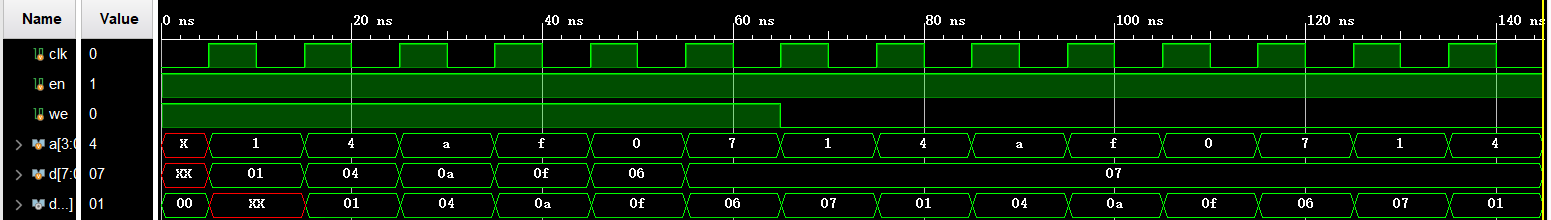 Name Value 0 ns 20 ns 40 ns 60 ns 80 ns 100 ns 120 ns 140 ns
clk 0
en 1
we 0
a[3:0 4 X 1 4 a f 0 7 1 4 a f 0 7 1 4
d[7:0 07 XX 01 04 0a 0f 06 07
d...] 01 00 XX 01 04 0a 0f 06 07 01 04 0a 0f 06 07 01